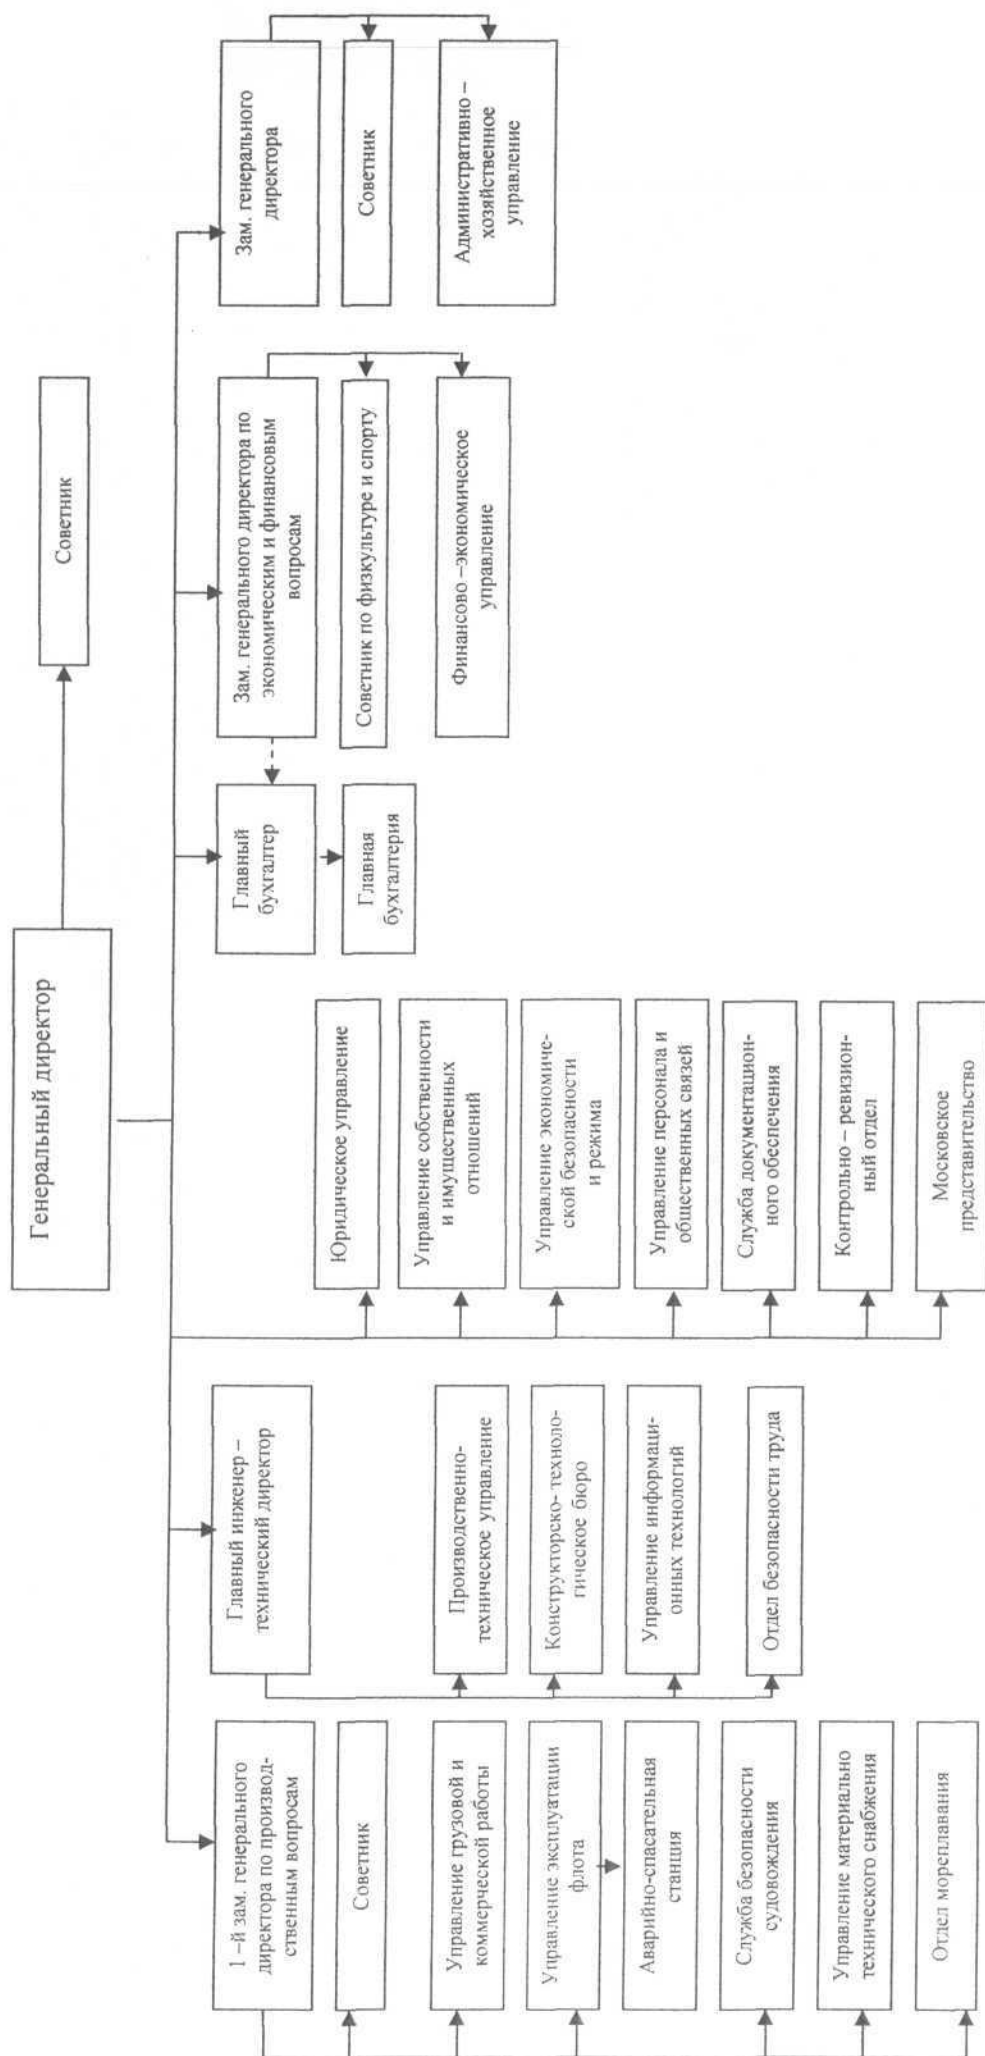 Генеральный директор
Советник
1 –й зам. генерального
директора по производ-
ственным вопросам
Советник
Управление грузовой и
коммерческой работы
Управление эксплуатации
флота
Аварийно-спасательная
станция
Служба безопасности
судовождения
Управление материально
технического снабжения
Отдел мореплавания
Главный инженер –
технический директор
Производственно-
техническое управление
Конструкторско- техноло-
гическое бюро
Управление информаци-
онных технологий
Отдел безопасности труда
Юридическое управление
Управление собственности
и имущественных
отношений
Управление экономиче-
ской безопасности
и режима
Управление персонала и
общественных связей
Служба документацион-
ного обеспечения
Контрольно – ревизион-
ный отдел
Московское
представительство
Главный
бухгалтер
Главная
бухгалтерия
Зам. генерального директора по
экономическим и финансовым
вопросам
Советник по физкультуре и спорту
Финансово –экономическое
управление
Зам. генерального
директора
Советник
Административно –
хозяйственное
управление